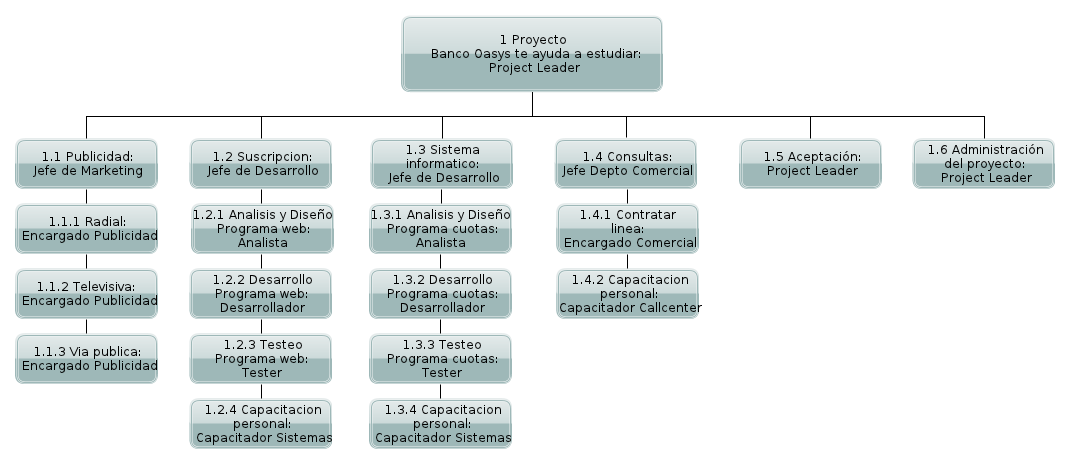 1 Proyecto
Banco Oasys te ayuda a estudiar:
Project Leader
1.1 Publicidad:
Jefe de Marketing
1.1.1 Radial:
Encargado Publicidad
1.1.2 Televisiva:
Encargado Publicidad
1.1.3 Via publica:
Encargado Publicidad
1.2 Suscripcion:
Jefe de Desarrollo
1.2.1 Analisis y Diseño
Programa web:
Analista
1.2.2 Desarrollo
Programa web:
Desarrollador
1.2.3 Testeo
Programa web:
Tester
1.2.4 Capacitacion
personal:
Capacitador Sistemas
1.3 Sistema
informatico:
Jefe de Desarrollo
1.3.1 Analisis y Diseño
Programa cuotas:
Analista
1.3.2 Desarrollo
Programa cuotas:
Desarrollador
1.3.3 Testeo
Programa cuotas:
Tester
1.3.4 Capacitacion
personal:
Capacitador Sistemas
1.4 Consultas:
Jefe Depto Comercial
1.4.1 Contratar
linea:
Encargado Comercial
1.4.2 Capacitacion
personal:
Capacitador Callcenter
1.5 Aceptación:
Project Leader
1.6 Administración
del proyecto:
Project Leader